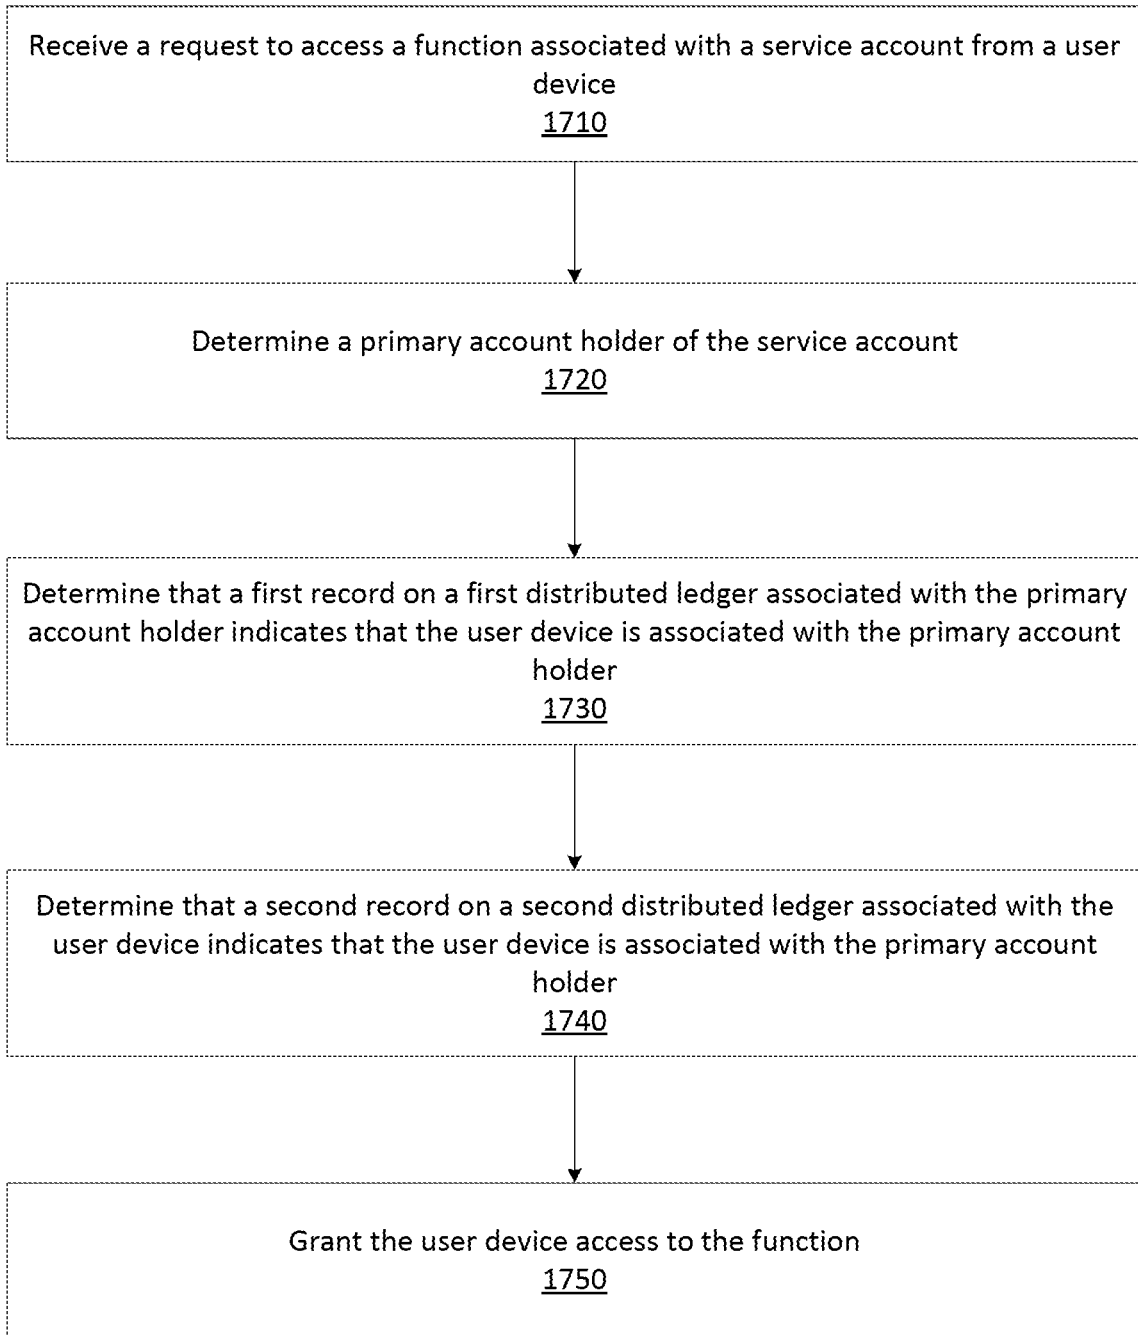 Receive a request to access a function associated with a service account from a user
device
1710
Determine a primary account holder of the service account
1720
Determine that a first record on a first distributed ledger associated with the primary
account holder indicates that the user device is associated with the primary account
holder
1730
Determine that a second record on a second distributed ledger associated with the
user device indicates that the user device is associated with the primary account
holder
1740
Grant the user device access to the function
1750